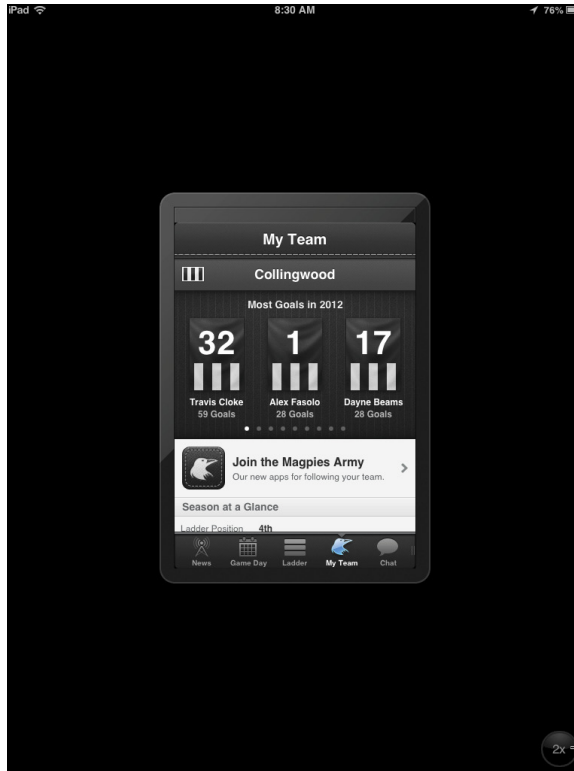 iPad 8:30 AM 76%
My Team
Collingwood
Most Goals in 2012
32 1 17
Travis Cloke Alex Fasolo Dayne Beams
59 Goals 28 Goals 28 Goals
Join the Magpies Army
Our new apps for following your team.
Season at a Glance
Ladder Position 4th
News Game Day Ladder My Team Chat
2x